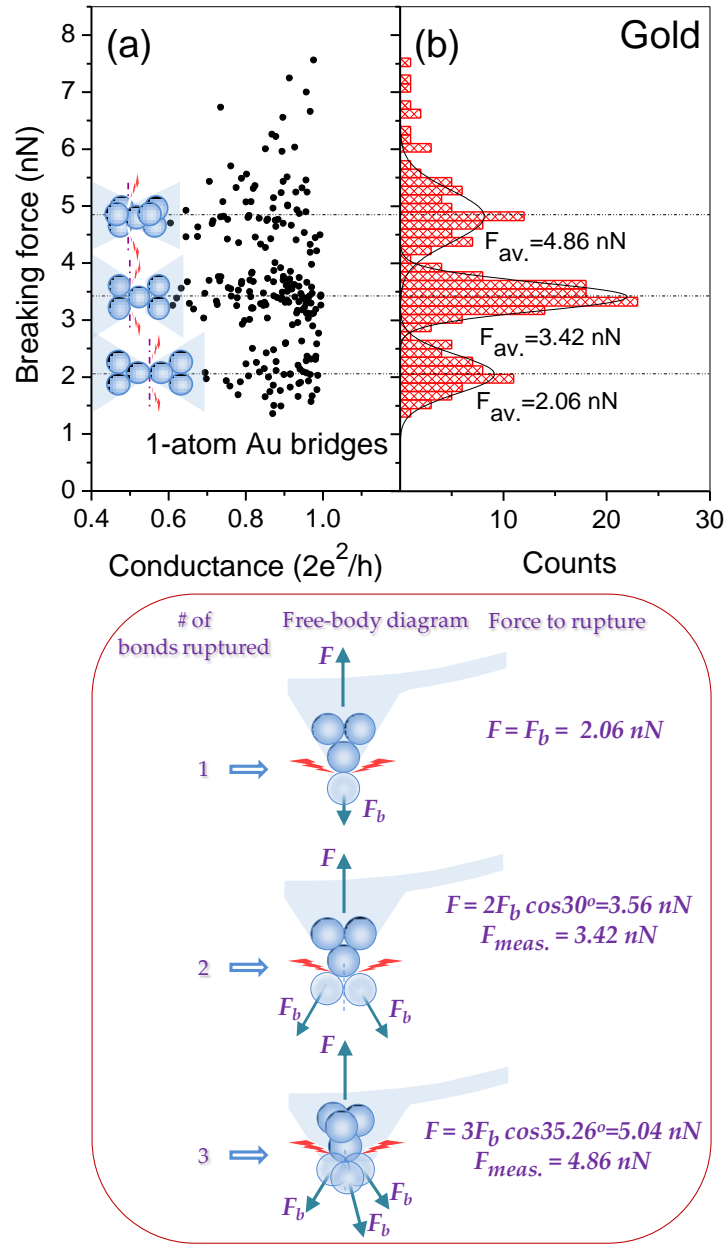 (a)
(b)
Gold
Breaking force (nN)
8
7
6
5
4
3
2
1
0
F_av.=4.86 nN
F_av.=3.42 nN
F_av.=2.06 nN
1-atom Au bridges
0.4 0.6 0.8 1.0
10 20 30
Conductance (2e²/h)
Counts
# of
bonds ruptured
Free-body diagram
Force to rupture
F
F = F_b = 2.06 nN
1
F_b
F
F = 2F_b cos30º=3.56 nN
F_meas. = 3.42 nN
2
F_b
F_b
F
F = 3F_b cos35.26º=5.04 nN
F_meas. = 4.86 nN
3
F_b
F_b
F_b